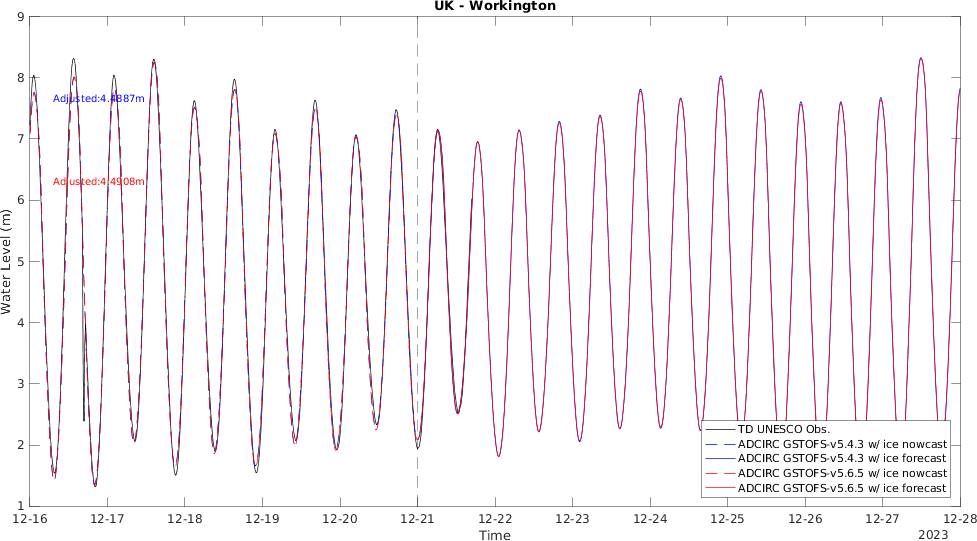 UK - Workington
9
8
7
6
5
4
3
2
1
Water Level (m)
Adjusted:4.4887m
Adjusted:4.4908m
TD UNESCO Obs.
ADCIRC GSTOFS-v5.4.3 w/ ice nowcast
ADCIRC GSTOFS-v5.4.3 w/ ice forecast
ADCIRC GSTOFS-v5.6.5 w/ ice nowcast
ADCIRC GSTOFS-v5.6.5 w/ ice forecast
12-16 12-17 12-18 12-19 12-20 12-21 12-22 12-23 12-24 12-25 12-26 12-27 12-28
Time
2023